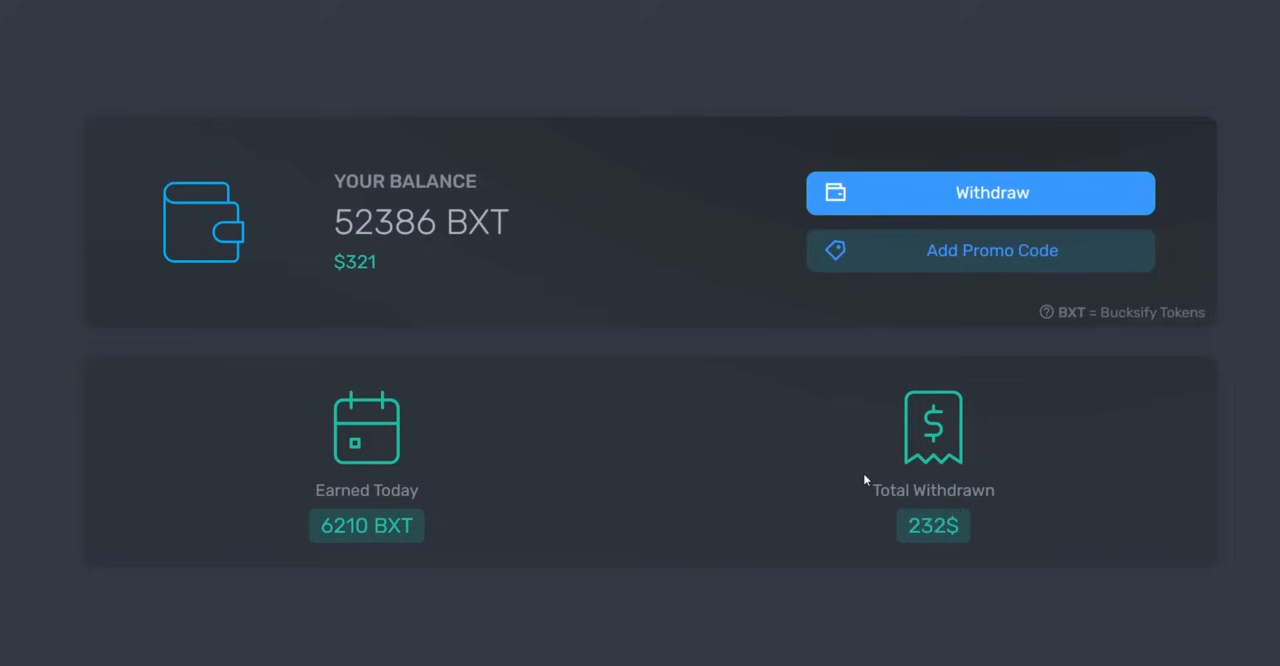 YOUR BALANCE
52386 BXT
$321
Withdraw
Add Promo Code
BXT = Bucksify Tokens
Earned Today
6210 BXT
Total Withdrawn
232$